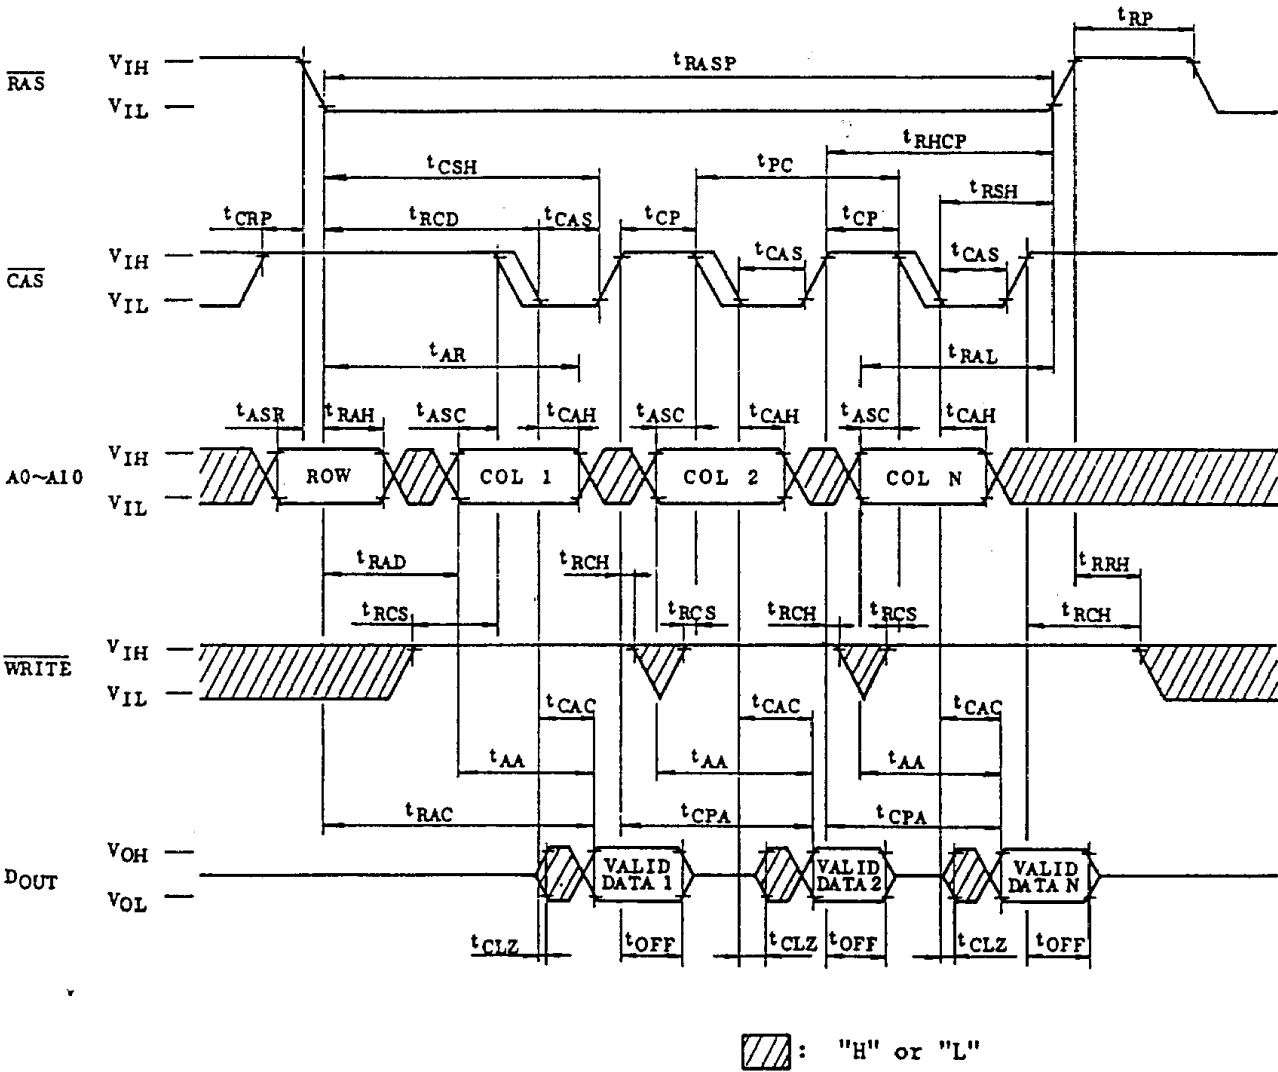 tRP
VIH
tRASP
RAS
VIL
tRHCP
tCSH
tPC
tRSH
tCRP
tRCD
tCAS
tCP
tCP
VIH
tCAS
tCAS
CAS
VIL
tAR
tRAL
tASR
tRAH
tASC
tCAH
tASC
tCAH
tASC
tCAH
VIH
A0~A10
ROW
COL 1
COL 2
COL N
VIL
tRAD
tRCH
tRRH
tRCS
tRCS
tRCH
tRCS
tRCH
VIH
WRITE
VIL
tCAC
tCAC
tCAC
tAA
tAA
tAA
tRAC
tCPA
tCPA
VOH
DOUT
VALID
DATA 1
VALID
DATA 2
VALID
DATA N
VOL
tCLZ
tOFF
tCLZ
tOFF
tCLZ
tOFF
: "H" or "L"